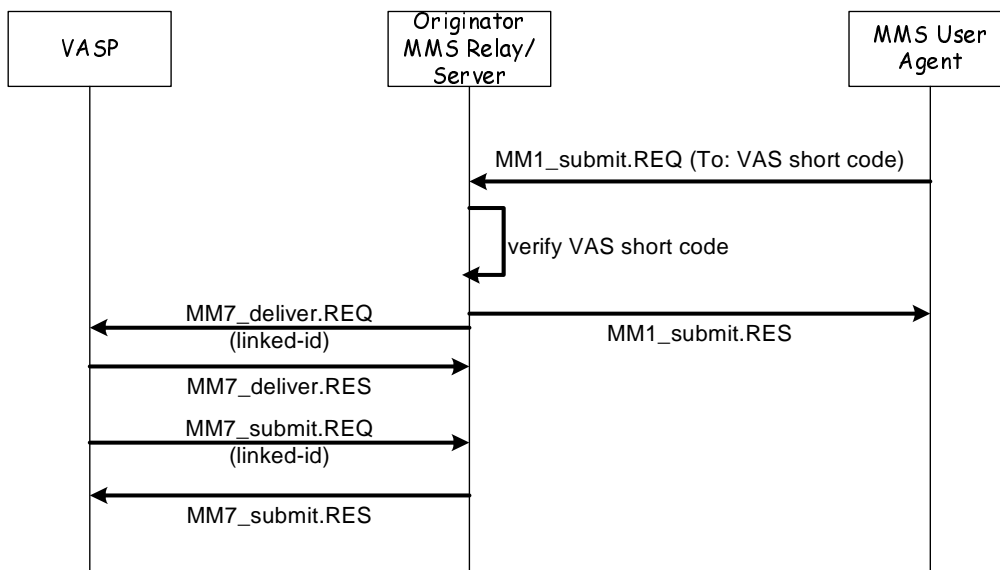 VASP
Originator
MMS Relay/
Server
MMS User
Agent
MM1_submit.REQ (To: VAS short code)
verify VAS short code
MM7_deliver.REQ
(linked-id)
MM1_submit.RES
MM7_deliver.RES
MM7_submit.REQ
(linked-id)
MM7_submit.RES